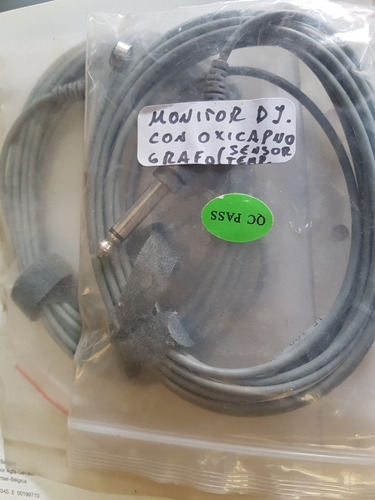 MONITOR DJ.
CON OXICAPNO
GRAFO(SENSOR
TEMP.
QC PASS